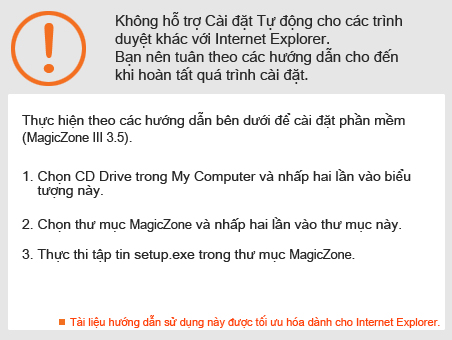 Không hỗ trợ Cài đặt Tự động cho các trình
duyệt khác với Internet Explorer.
Bạn nên tuân theo các hướng dẫn cho đến
khi hoàn tất quá trình cài đặt.
Thực hiện theo các hướng dẫn bên dưới để cài đặt phần mềm
(MagicZone III 3.5).
1. Chọn CD Drive trong My Computer và nhấp hai lần vào biểu
tượng này.
2. Chọn thư mục MagicZone và nhấp hai lần vào thư mục này.
3. Thực thi tập tin setup.exe trong thư mục MagicZone.
Tài liệu hướng dẫn sử dụng này được tối ưu hóa dành cho Internet Explorer.